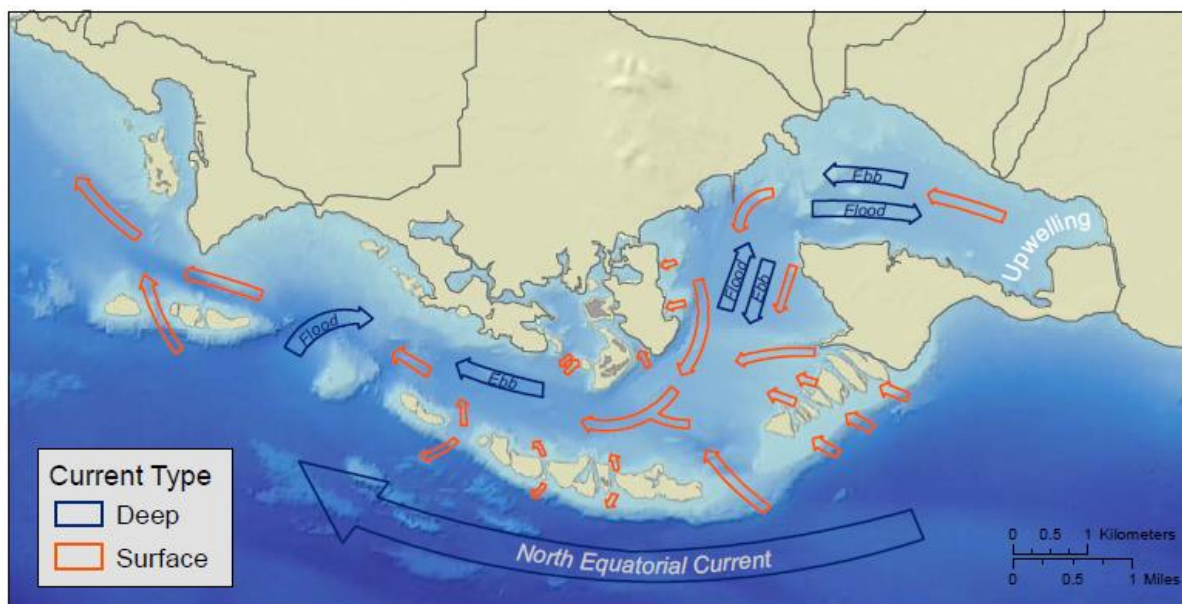 Ebb
Flood
Upwelling
Flood
Ebb
Flood
Ebb
North Equatorial Current
Current Type
Deep
Surface
0 0.5 1 Kilometers
0 0.5 1 Miles